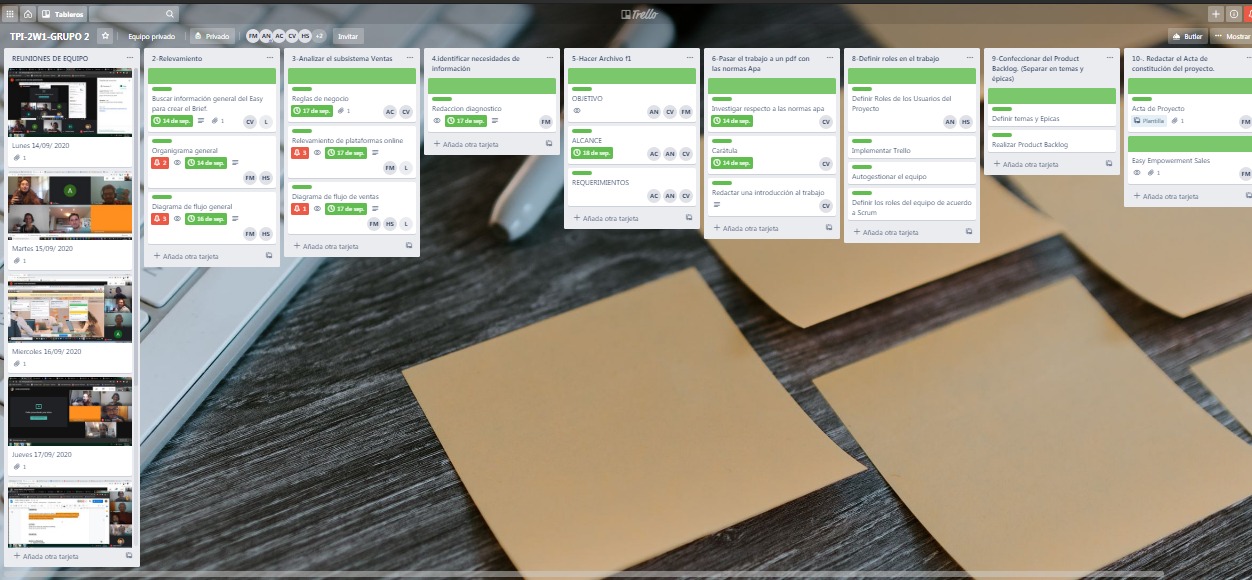 Tableros
Trello
TPI-2W1-GRUPO 2
Equipo privado
Privado
FM AN AC CV HS +2
Invitar
Butler
Mostrar
REUNIONES DE EQUIPO
Lunes 14/09/ 2020
1
Martes 15/09/ 2020
1
Miercoles 16/09/ 2020
1
Jueves 17/09/ 2020
1
Añada otra tarjeta
2-Relevamiento
Buscar información general del Easy
para crear el Brief.
14 de sep.
1
CV L
Organigrama general
2
14 de sep.
FM HS
Diagrama de flujo general
3
16 de sep.
FM HS
Añada otra tarjeta
3-Analizar el subsistema Ventas
Reglas de negocio
17 de sep.
1
AC CV
Relevamiento de plataformas online
3
17 de sep.
FM L
Diagrama de flujo de ventas
1
17 de sep.
FM HS L
Añada otra tarjeta
4.Identificar necesidades de
información
Redaccion diagnostico
17 de sep.
FM
Añada otra tarjeta
5-Hacer Archivo f1
OBJETIVO
AN CV FM
ALCANCE
18 de sep.
AC AN CV
REQUERIMIENTOS
AC AN CV
Añada otra tarjeta
6-Pasar el trabajo a un pdf con
las normas Apa
Investigar respecto a las normas apa
14 de sep.
CV
Carátula
14 de sep.
CV
Redactar una introducción al trabajo
CV
Añada otra tarjeta
8-Definir roles en el trabajo
Definir Roles de los Usuarios del
Proyecto
AN HS
Implementar Trello
Autogestionar el equipo
Definir los roles del equipo de acuerdo
a Scrum
Añada otra tarjeta
9-Confeccionar del Product
Backlog. (Separar en temas y
épicas)
Definir temas y Epicas
Realizar Product Backlog
Añada otra tarjeta
10-. Redactar el Acta de
constitución del proyecto.
Acta de Proyecto
Plantilla
1
FM
Easy Empowerment Sales
1
FM
Añada otra tarjeta